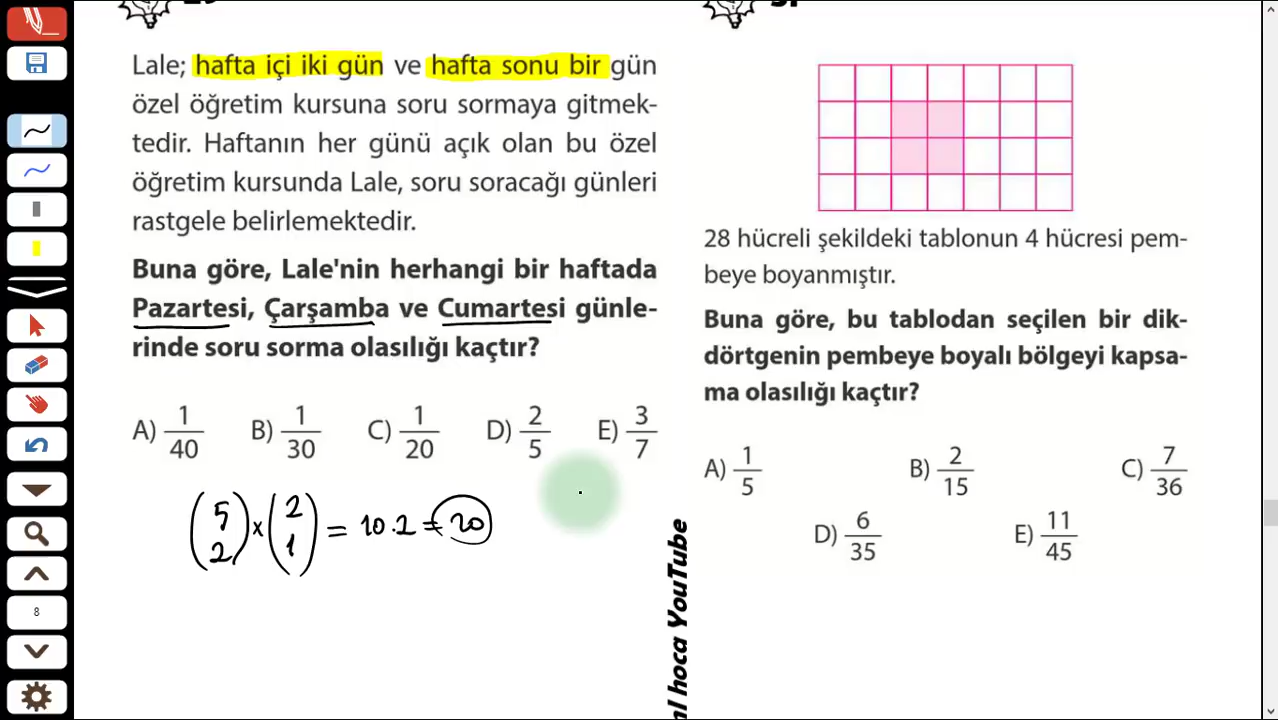 Lale; hafta içi iki gün ve hafta sonu bir gün
özel öğretim kursuna soru sormaya gitmek-
tedir. Haftanın her günü açık olan bu özel
öğretim kursunda Lale, soru soracağı günleri
rastgele belirlemektedir.
Buna göre, Lale'nin herhangi bir haftada
Pazartesi, Çarşamba ve Cumartesi günle-
rinde soru sorma olasılığı kaçtır?
A) 1/40 B) 1/30 C) 1/20 D) 2/5 E) 3/7
(5 2) x (2 1) = 10.2 = 20
28 hücreli şekildeki tablonun 4 hücresi pem-
beye boyanmıştır.
Buna göre, bu tablodan seçilen bir dik-
dörtgenin pembeye boyalı bölgeyi kapsa-
ma olasılığı kaçtır?
A) 1/5 B) 2/15 C) 7/36
D) 6/35 E) 11/45
hoca YouTube
8